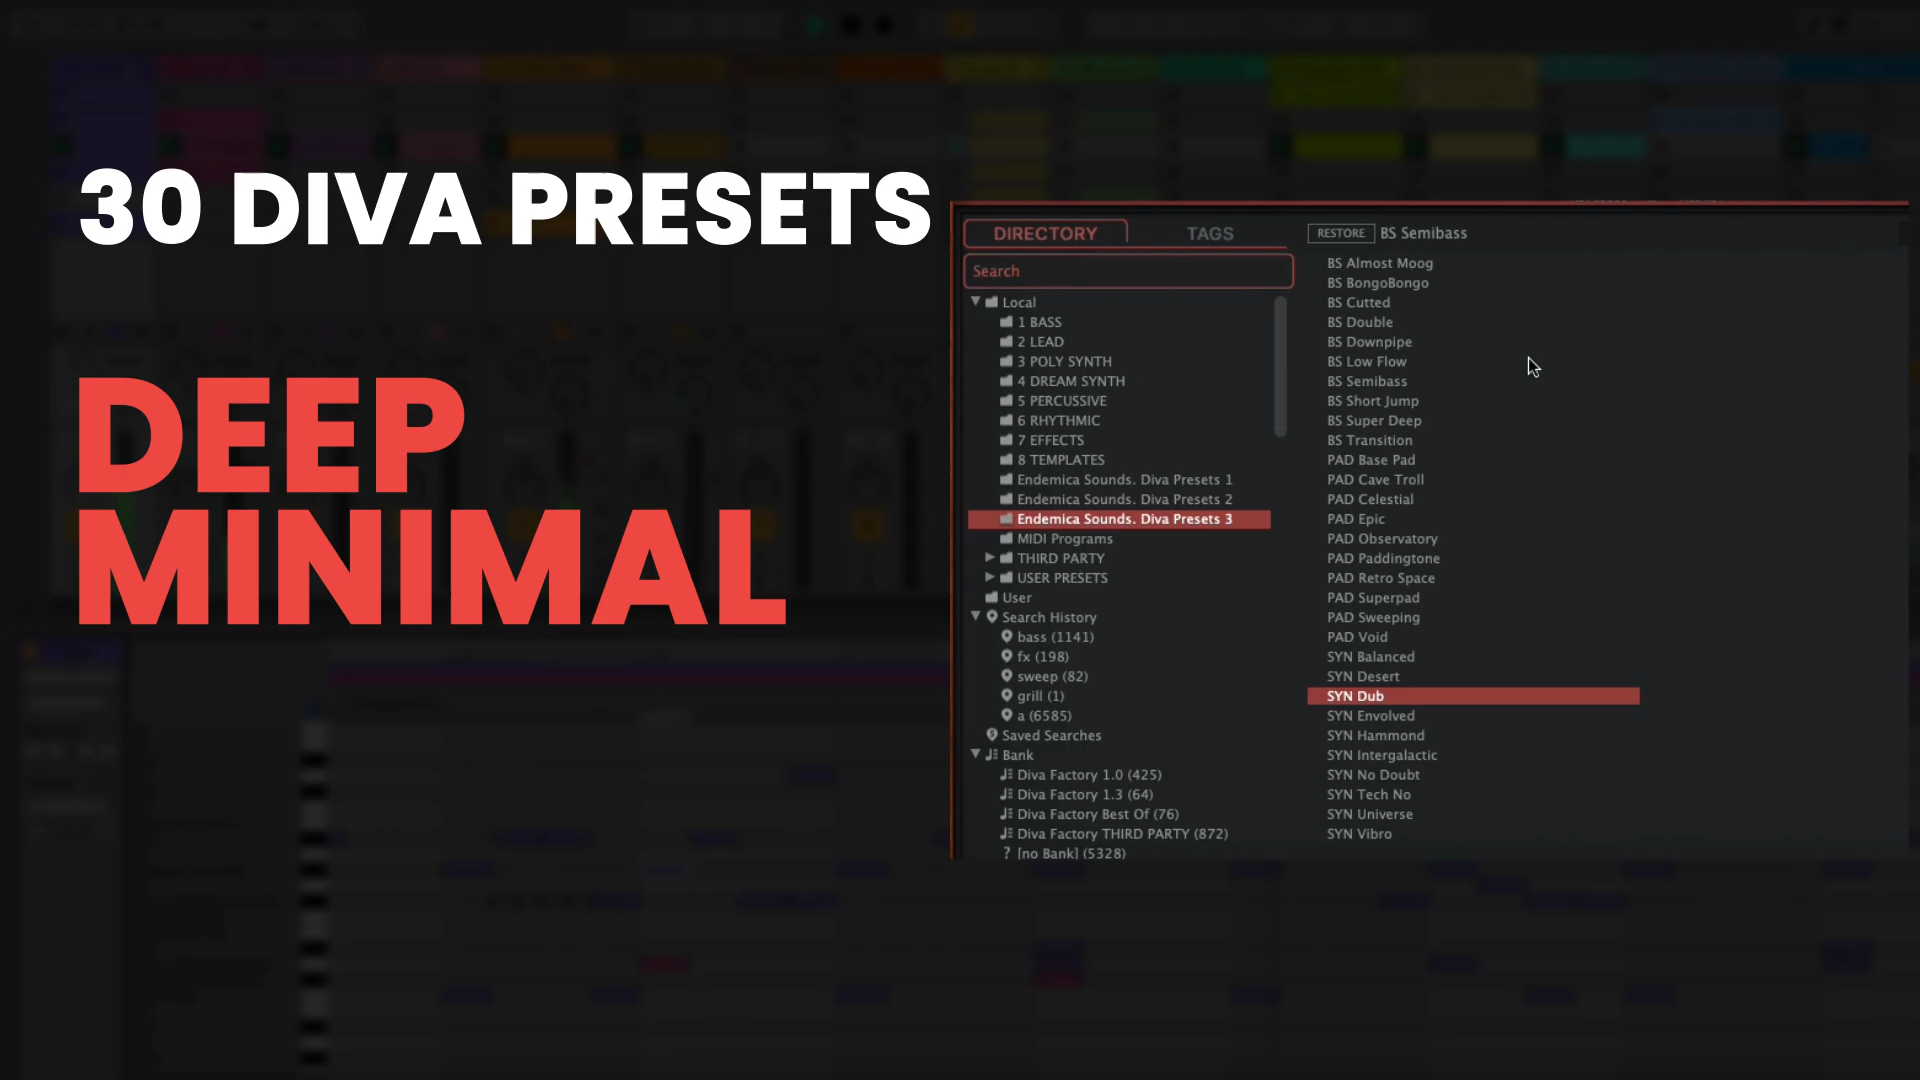 30 DIVA PRESETS
DEEP
MINIMAL
DIRECTORY
TAGS
Search
Local
1 BASS
2 LEAD
3 POLY SYNTH
4 DREAM SYNTH
5 PERCUSSIVE
6 RHYTHMIC
7 EFFECTS
8 TEMPLATES
Endemica Sounds. Diva Presets 1
Endemica Sounds. Diva Presets 2
Endemica Sounds. Diva Presets 3
MIDI Programs
THIRD PARTY
USER PRESETS
User
Search History
bass (1141)
fx (198)
sweep (82)
grill (1)
a (6585)
Saved Searches
Bank
Diva Factory 1.0 (425)
Diva Factory 1.3 (64)
Diva Factory Best Of (76)
Diva Factory THIRD PARTY (872)
? [no Bank] (5328)
RESTORE BS Semibass
BS Almost Moog
BS BongoBongo
BS Cutted
BS Double
BS Downpipe
BS Low Flow
BS Semibass
BS Short Jump
BS Super Deep
BS Transition
PAD Base Pad
PAD Cave Troll
PAD Celestial
PAD Epic
PAD Observatory
PAD Paddingtone
PAD Retro Space
PAD Superpad
PAD Sweeping
PAD Void
SYN Balanced
SYN Desert
SYN Dub
SYN Envolved
SYN Hammond
SYN Intergalactic
SYN No Doubt
SYN Tech No
SYN Universe
SYN Vibro